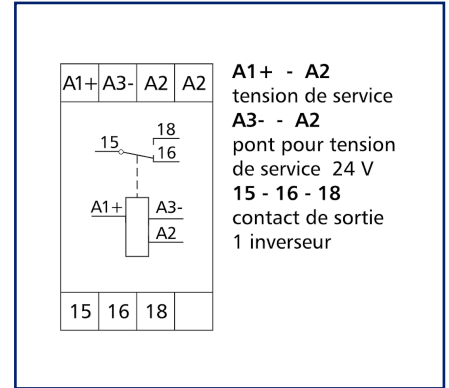 A1+ A3- A2 A2
18
15 16
A1+ A3-
A2
15 16 18
A1+ - A2
tension de service
A3- - A2
pont pour tension
de service 24 V
15 - 16 - 18
contact de sortie
1 inverseur